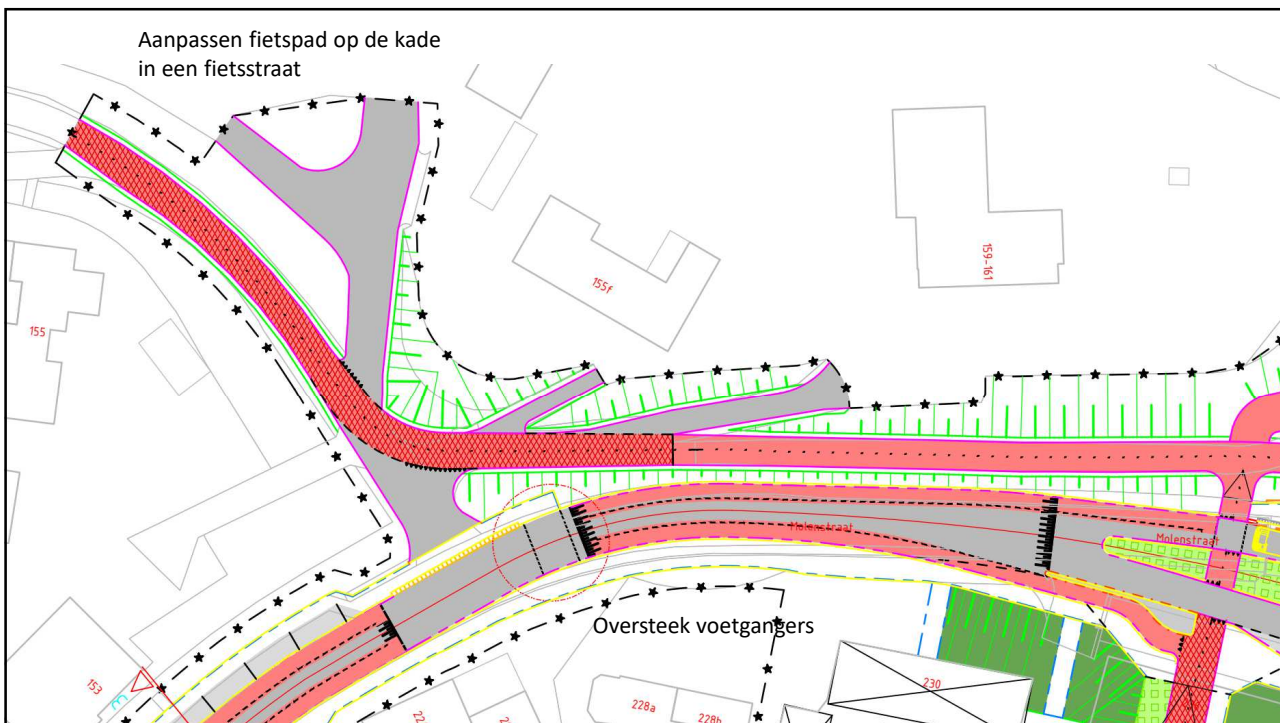 Aanpassen fietspad op de kade
in een fietsstraat
159-161
155f
155
Molenstraat
Molenstraat
Oversteek voetgangers
230
153
228a
228b